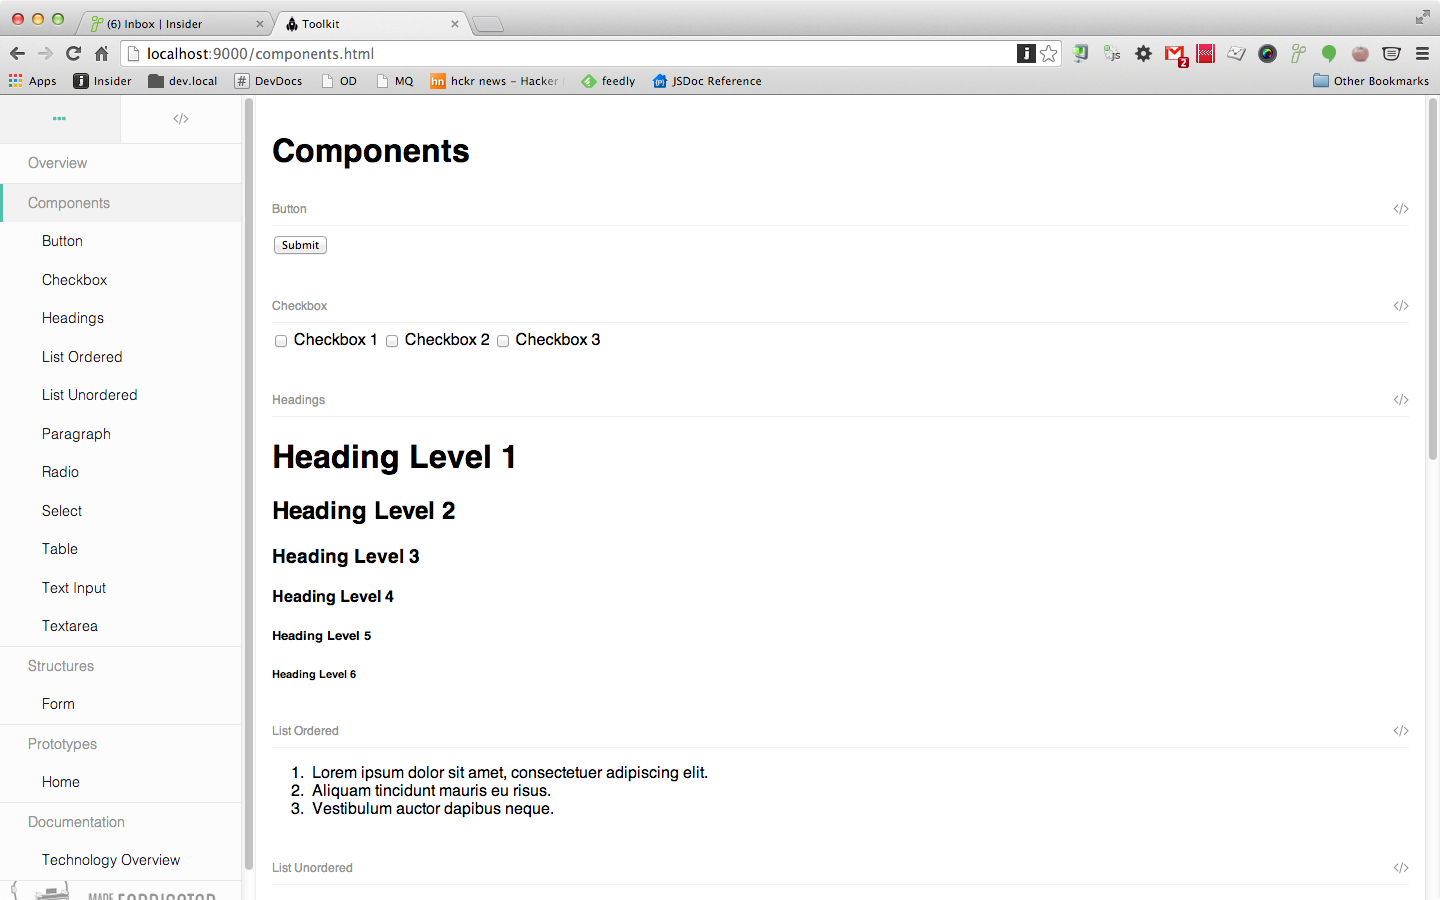 (6) Inbox | Insider
Toolkit
localhost:9000/components.html
JS
2
Apps
Insider
dev.local
DevDocs
OD
MQ
hn hckr news – Hacker
feedly
JSDoc Reference
Other Bookmarks
</>
Overview
Components
Button
Checkbox
Headings
List Ordered
List Unordered
Paragraph
Radio
Select
Table
Text Input
Textarea
Structures
Form
Prototypes
Home
Documentation
Technology Overview
Components
Button
</>
Submit
Checkbox
</>
Checkbox 1 Checkbox 2 Checkbox 3
Headings
</>
Heading Level 1
Heading Level 2
Heading Level 3
Heading Level 4
Heading Level 5
Heading Level 6
List Ordered
</>
1. Lorem ipsum dolor sit amet, consectetuer adipiscing elit.
2. Aliquam tincidunt mauris eu risus.
3. Vestibulum auctor dapibus neque.
List Unordered
</>